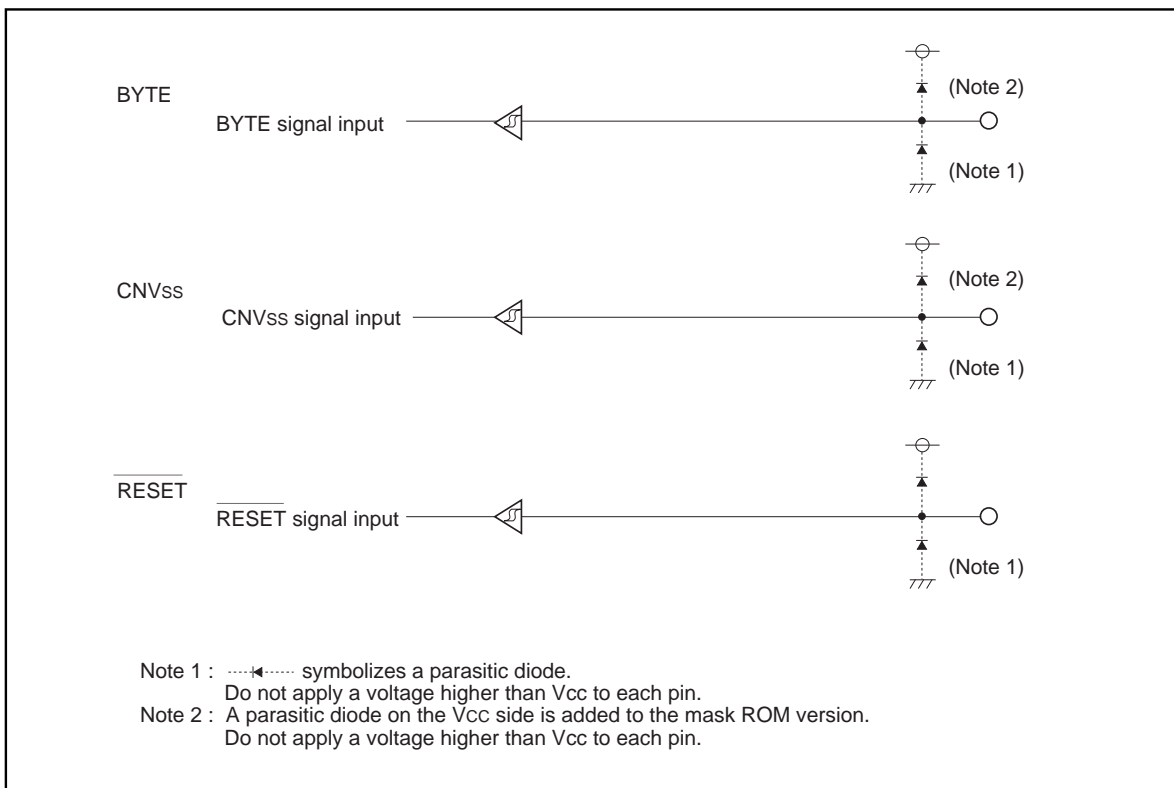 (Note 2)
BYTE
BYTE signal input
(Note 1)
(Note 2)
CNVss
CNVss signal input
(Note 1)
RESET
RESET signal input
(Note 1)
Note 1 : symbolizes a parasitic diode.
Do not apply a voltage higher than Vcc to each pin.
Note 2 : A parasitic diode on the VCC side is added to the mask ROM version.
Do not apply a voltage higher than Vcc to each pin.